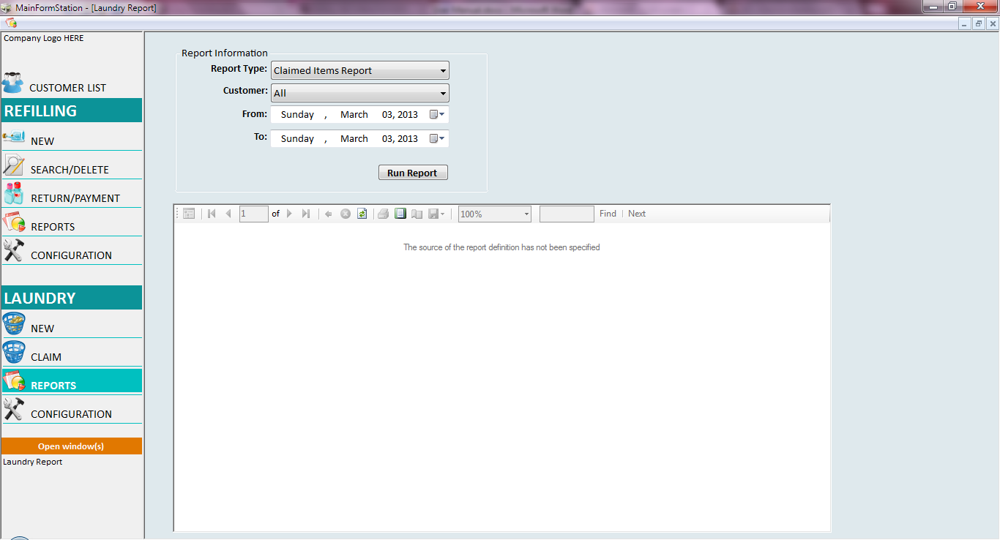 MainFormStation - [Laundry Report]
Company Logo HERE
CUSTOMER LIST
REFILLING
NEW
SEARCH/DELETE
RETURN/PAYMENT
REPORTS
CONFIGURATION
LAUNDRY
NEW
CLAIM
REPORTS
CONFIGURATION
Open window(s)
Laundry Report
Report Information
Report Type: Claimed Items Report
Customer: All
From: Sunday , March 03, 2013
To: Sunday , March 03, 2013
Run Report
1 of 100% Find Next
The source of the report definition has not been specified